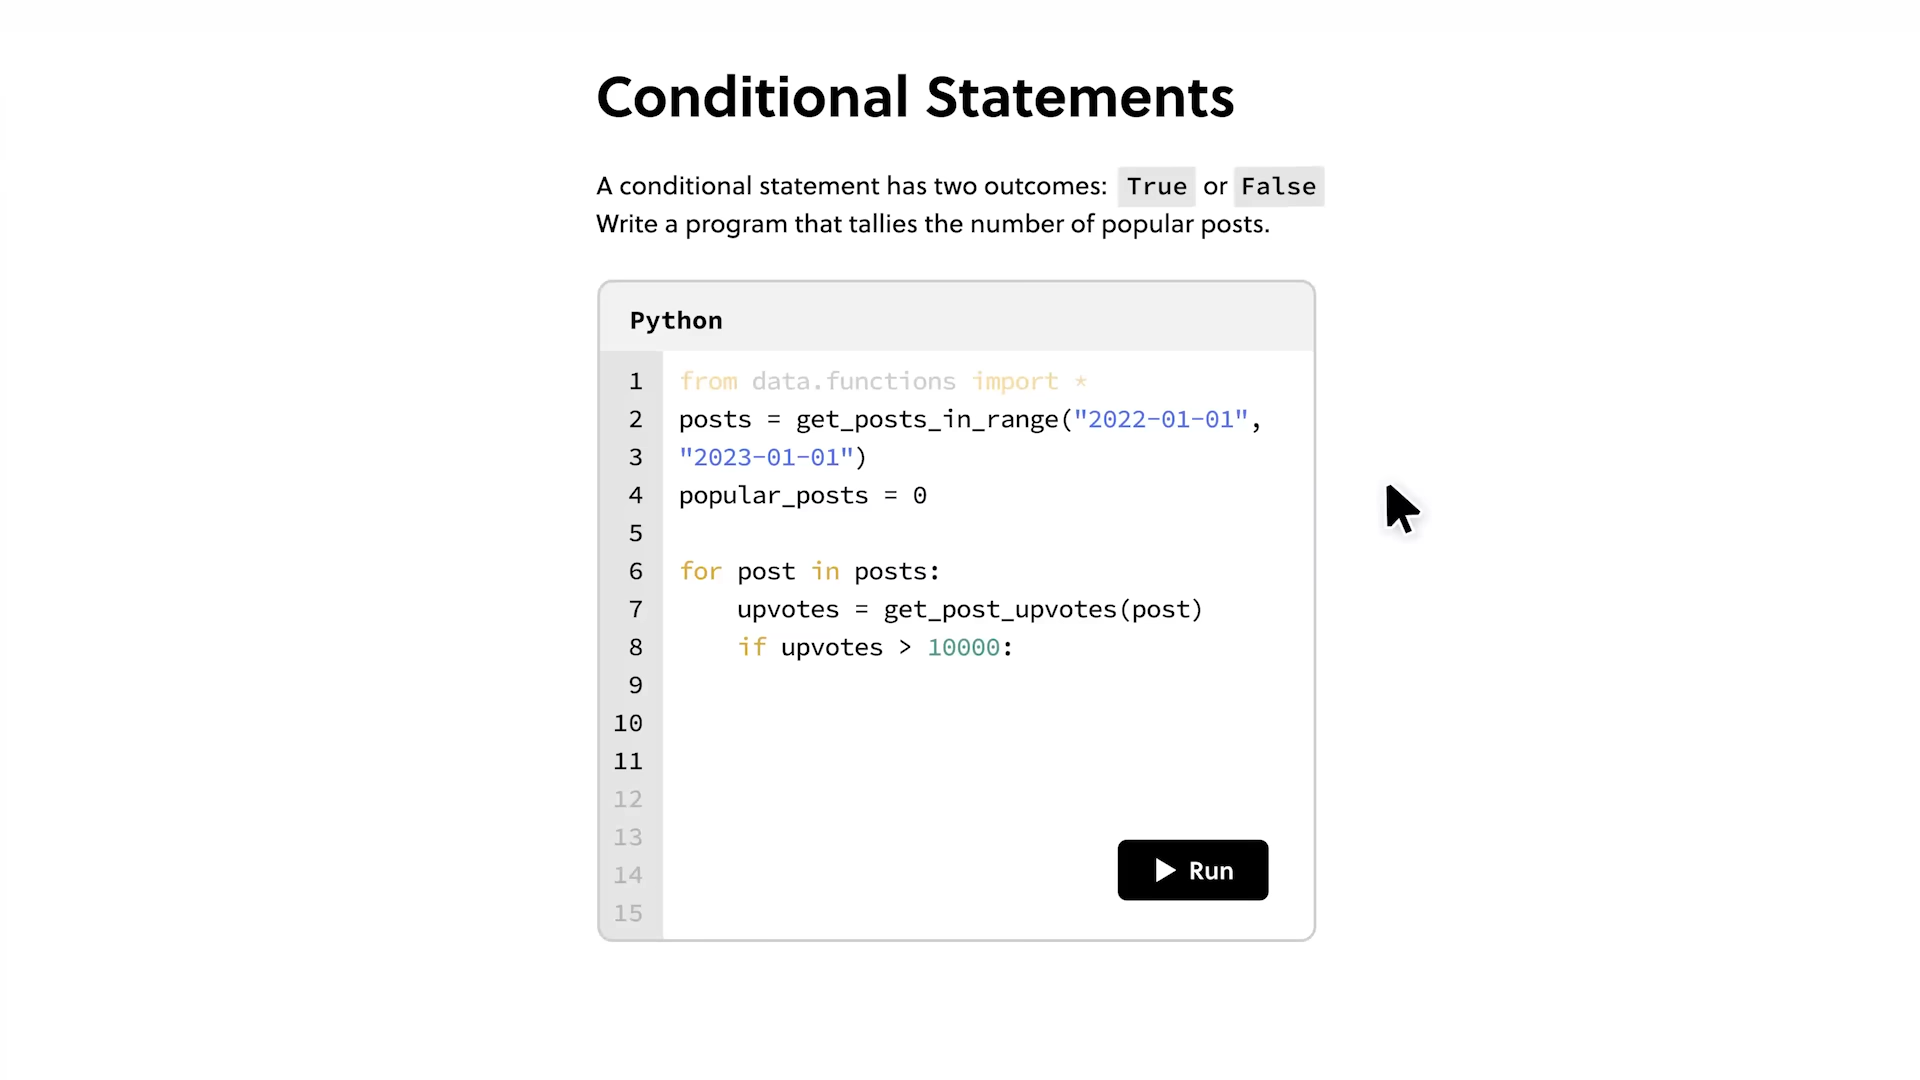 Conditional Statements
A conditional statement has two outcomes: True or False
Write a program that tallies the number of popular posts.
Python
1 from data.functions import *
2 posts = get_posts_in_range("2022-01-01",
3 "2023-01-01")
4 popular_posts = 0
5
6 for post in posts:
7     upvotes = get_post_upvotes(post)
8     if upvotes > 10000:
9
10
11
12
13
14
15
Run